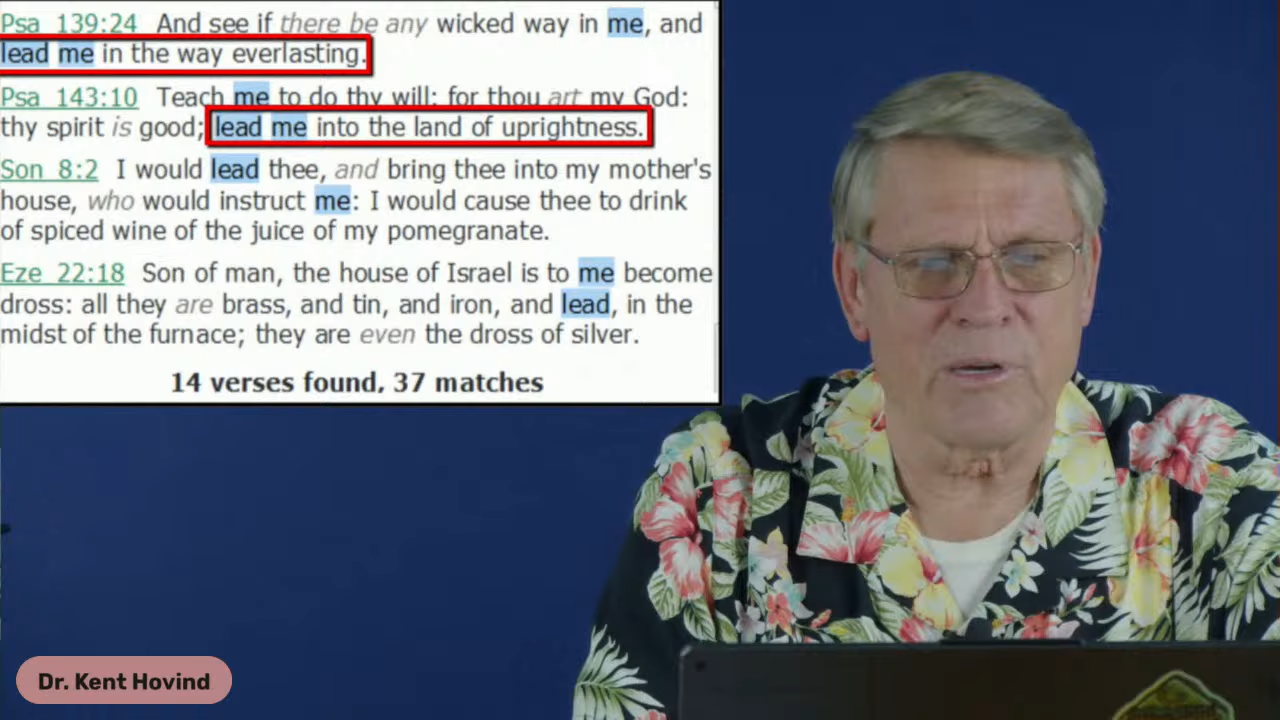 Psa 139:24 And see if there be any wicked way in me, and
lead me in the way everlasting.
Psa 143:10 Teach me to do thy will; for thou art my God:
thy spirit is good; lead me into the land of uprightness.
Son 8:2 I would lead thee, and bring thee into my mother's
house, who would instruct me: I would cause thee to drink
of spiced wine of the juice of my pomegranate.
Eze 22:18 Son of man, the house of Israel is to me become
dross: all they are brass, and tin, and iron, and lead, in the
midst of the furnace; they are even the dross of silver.
14 verses found, 37 matches
Dr. Kent Hovind